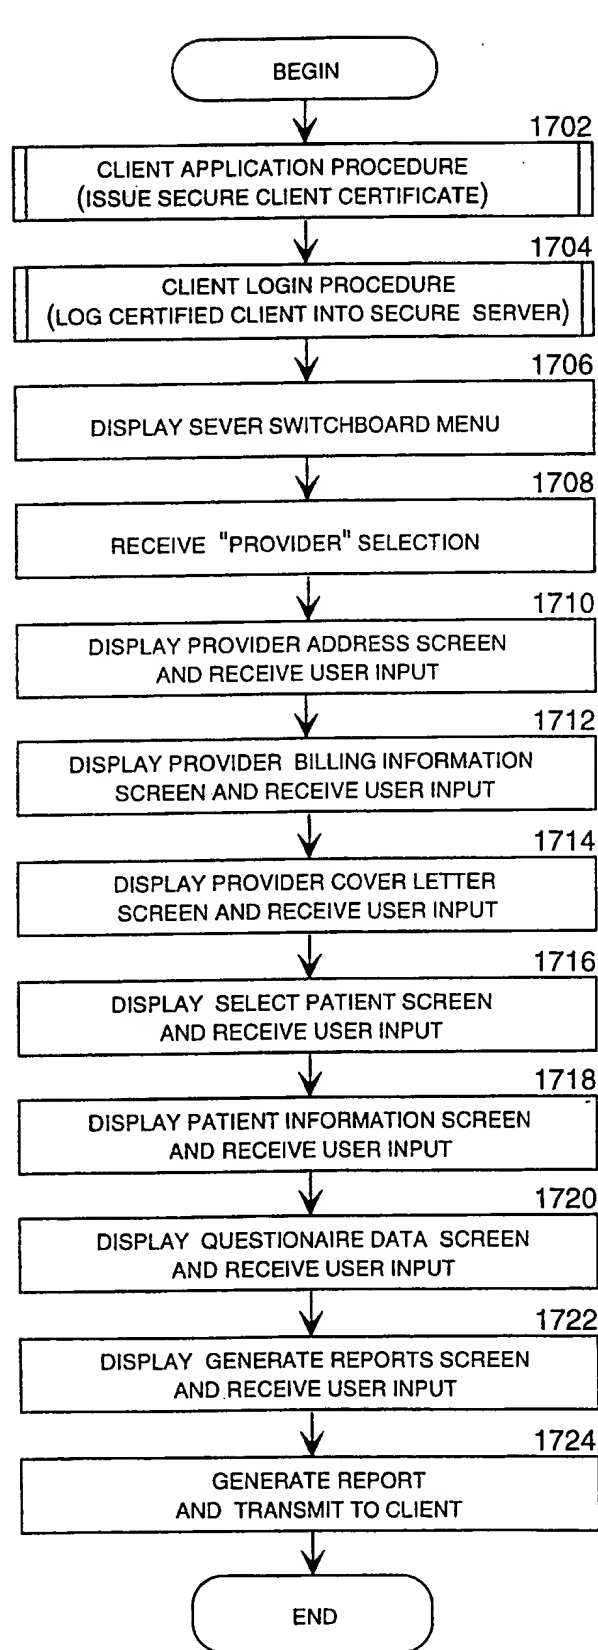 BEGIN
1702
CLIENT APPLICATION PROCEDURE
(ISSUE SECURE CLIENT CERTIFICATE)
1704
CLIENT LOGIN PROCEDURE
(LOG CERTIFIED CLIENT INTO SECURE SERVER)
1706
DISPLAY SEVER SWITCHBOARD MENU
1708
RECEIVE "PROVIDER" SELECTION
1710
DISPLAY PROVIDER ADDRESS SCREEN
AND RECEIVE USER INPUT
1712
DISPLAY PROVIDER BILLING INFORMATION
SCREEN AND RECEIVE USER INPUT
1714
DISPLAY PROVIDER COVER LETTER
SCREEN AND RECEIVE USER INPUT
1716
DISPLAY SELECT PATIENT SCREEN
AND RECEIVE USER INPUT
1718
DISPLAY PATIENT INFORMATION SCREEN
AND RECEIVE USER INPUT
1720
DISPLAY QUESTIONAIRE DATA SCREEN
AND RECEIVE USER INPUT
1722
DISPLAY GENERATE REPORTS SCREEN
AND RECEIVE USER INPUT
1724
GENERATE REPORT
AND TRANSMIT TO CLIENT
END